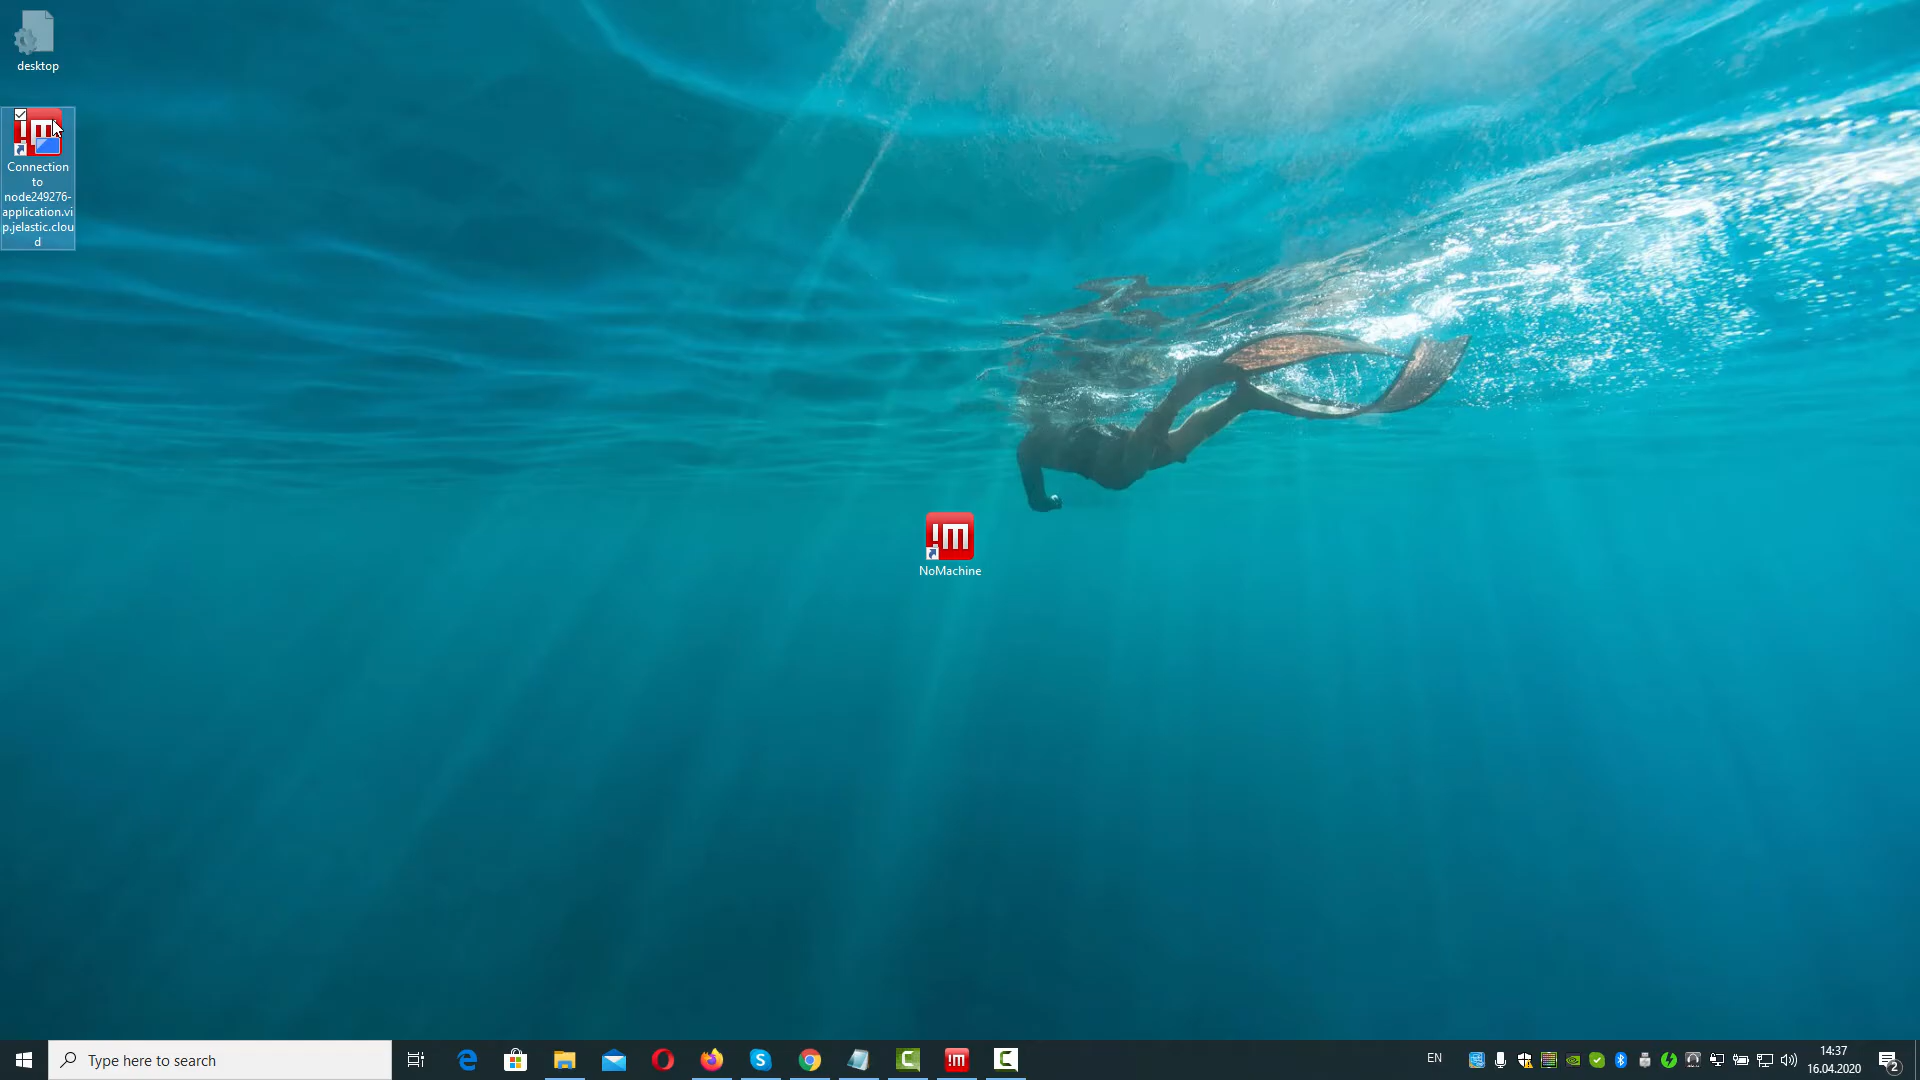 desktop
Connection
to
node249276-
application.vi
p.jelastic.clou
d
!m
NoMachine
Type here to search
EN
14:37
16.04.2020
2